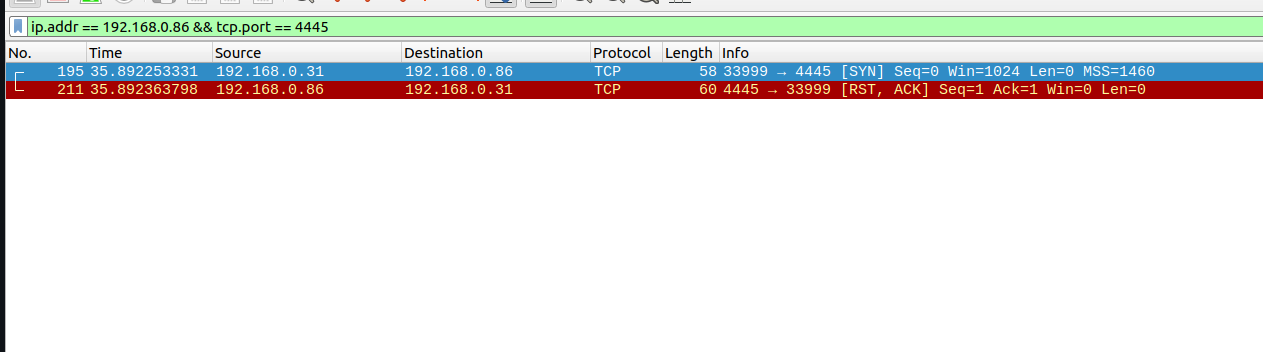 ip.addr == 192.168.0.86 && tcp.port == 4445
No. Time Source Destination Protocol Length Info
195 35.892253331 192.168.0.31 192.168.0.86 TCP 58 33999 → 4445 [SYN] Seq=0 Win=1024 Len=0 MSS=1460
211 35.892363798 192.168.0.86 192.168.0.31 TCP 60 4445 → 33999 [RST, ACK] Seq=1 Ack=1 Win=0 Len=0